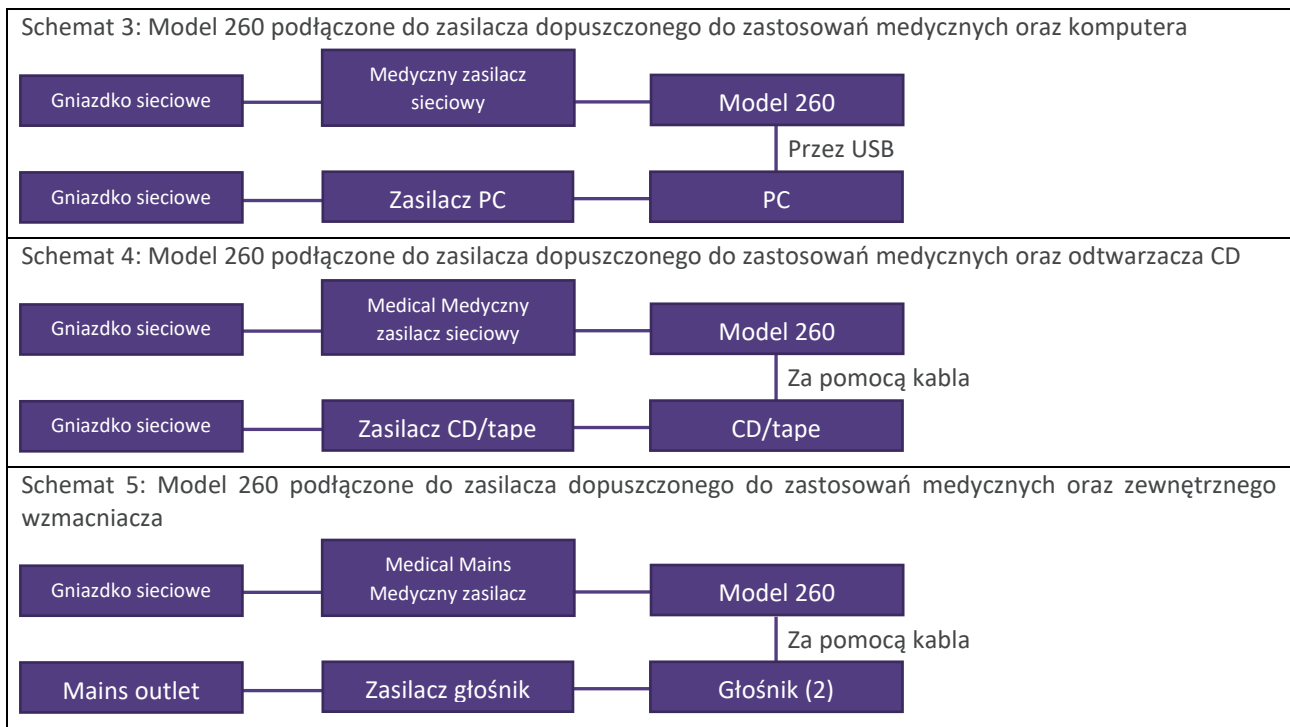 Schemat 3: Model 260 podłączone do zasilacza dopuszczonego do zastosowań medycznych oraz komputera
Gniazdko sieciowe
Medyczny zasilacz
sieciowy
Model 260
Przez USB
Gniazdko sieciowe
Zasilacz PC
PC
Schemat 4: Model 260 podłączone do zasilacza dopuszczonego do zastosowań medycznych oraz odtwarzacza CD
Gniazdko sieciowe
Medical Medyczny
zasilacz sieciowy
Model 260
Za pomocą kabla
Gniazdko sieciowe
Zasilacz CD/tape
CD/tape
Schemat 5: Model 260 podłączone do zasilacza dopuszczonego do zastosowań medycznych oraz zewnętrznego
wzmacniacza
Gniazdko sieciowe
Medical Mains
Medyczny zasilacz
Model 260
Za pomocą kabla
Mains outlet
Zasilacz głośnik
Głośnik (2)